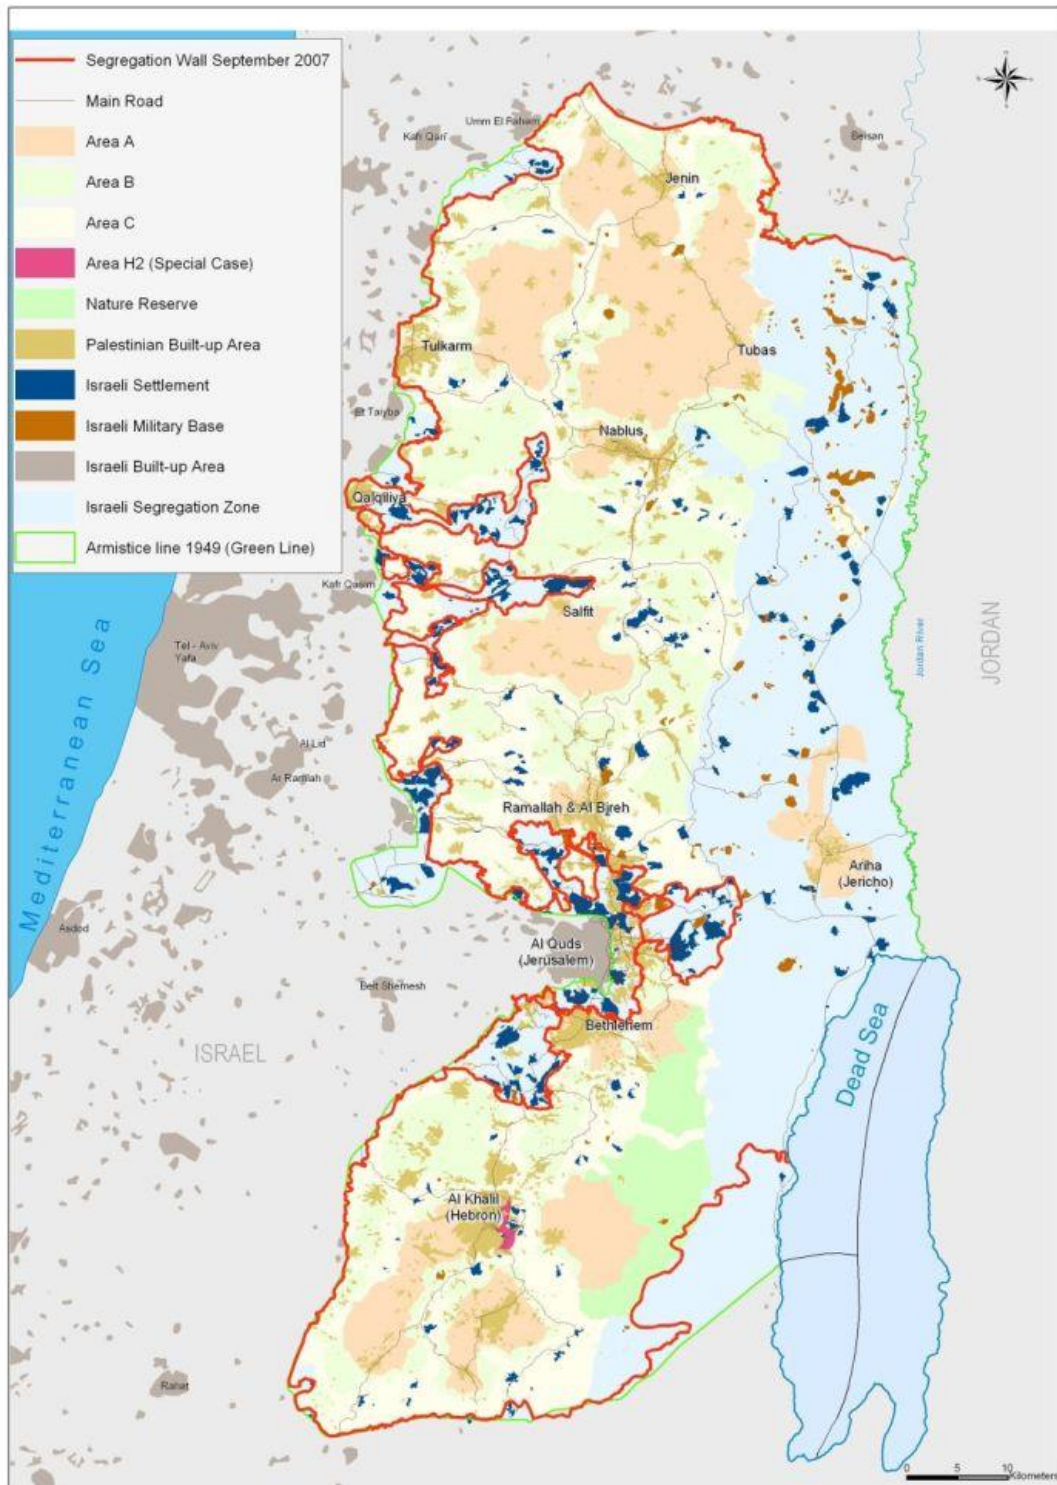 Segregation Wall September 2007
Main Road
Area A
Area B
Area C
Area H2 (Special Case)
Nature Reserve
Palestinian Built-up Area
Israeli Settlement
Israeli Military Base
Israeli Built-up Area
Israeli Segregation Zone
Armistice line 1949 (Green Line)
Umm El Fahem
Kafr Qari
Beisan
Jenin
Tulkarm
Tubas
Et Taiyba
Nablus
Qalqiliya
Kafr Qasim
Salfit
Tel - Aviv
Yafa
Mediterranean Sea
Jordan River
JORDAN
Al Lid
Ar Ramlah
Ramallah & Al Bireh
Ariha
(Jericho)
Asdod
Al Quds
(Jerusalem)
Beit Shemesh
Bethlehem
ISRAEL
Dead Sea
Al Khalil
(Hebron)
Rahat
0 5 10
Kilometers